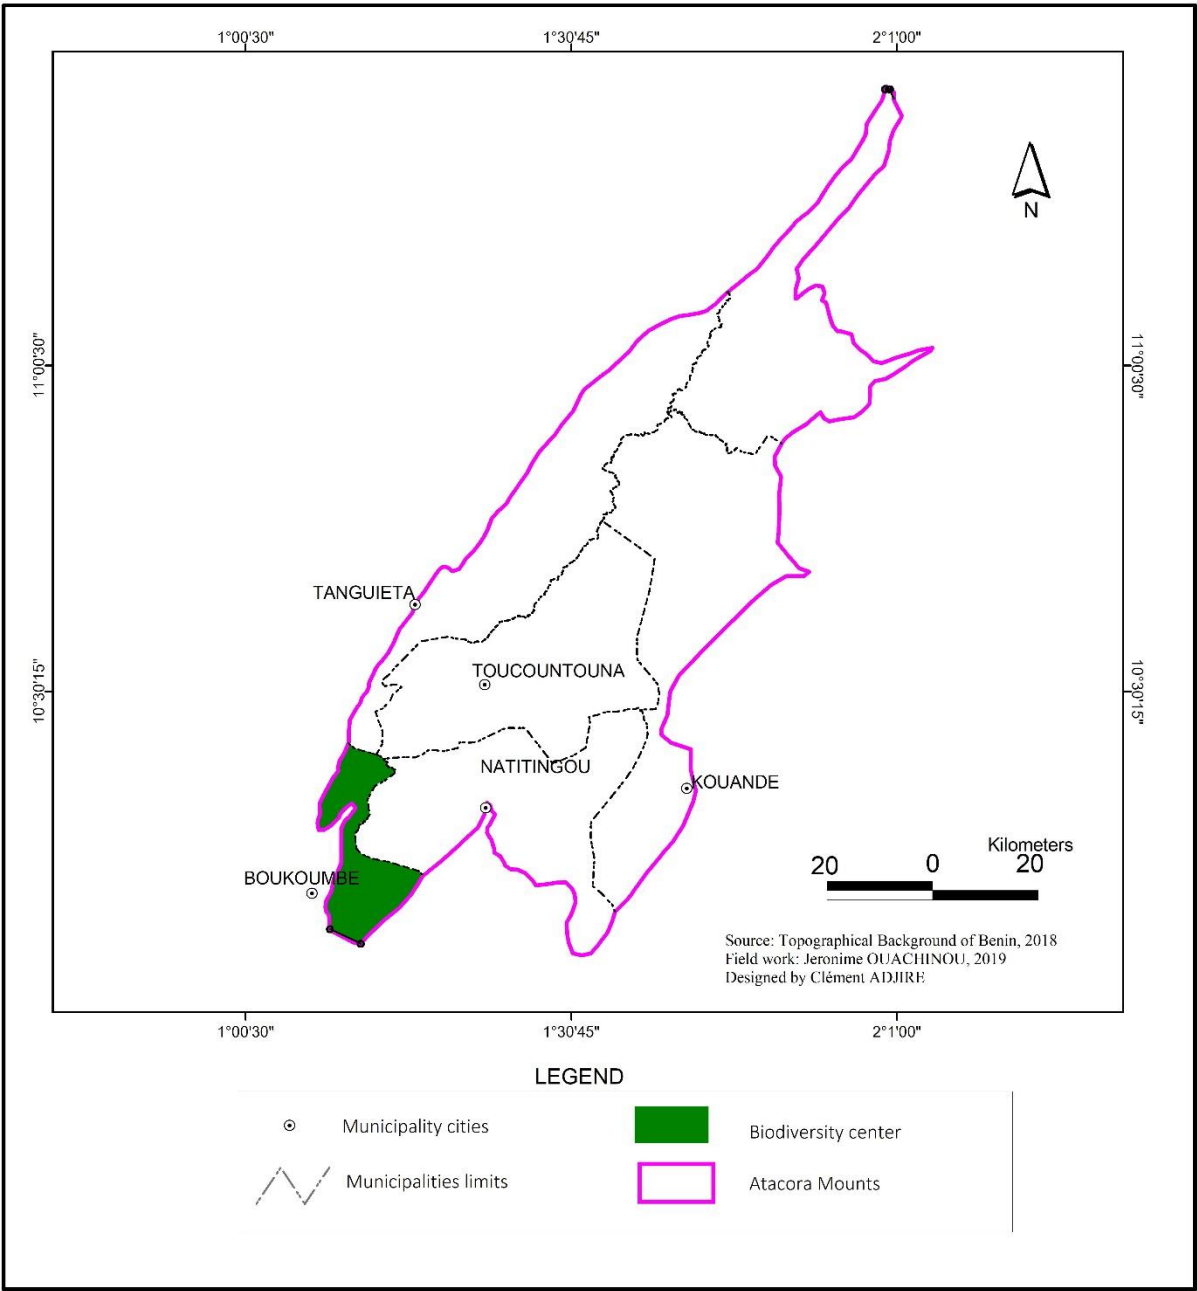 1°00'30" 1°30'45" 2°1'00"
N
11°00'30" 11°00'30"
TANGUIETA
TOUCOUNTOUNA
10°30'15" 10°30'15"
NATITINGOU
KOUANDE
BOUKOUMBE
Kilometers
20 0 20
Source: Topographical Background of Benin, 2018
Field work: Jeronime OUACHINOU, 2019
Designed by Clément ADJIRE
1°00'30" 1°30'45" 2°1'00"
LEGEND
Municipality cities
Biodiversity center
Municipalities limits
Atacora Mounts